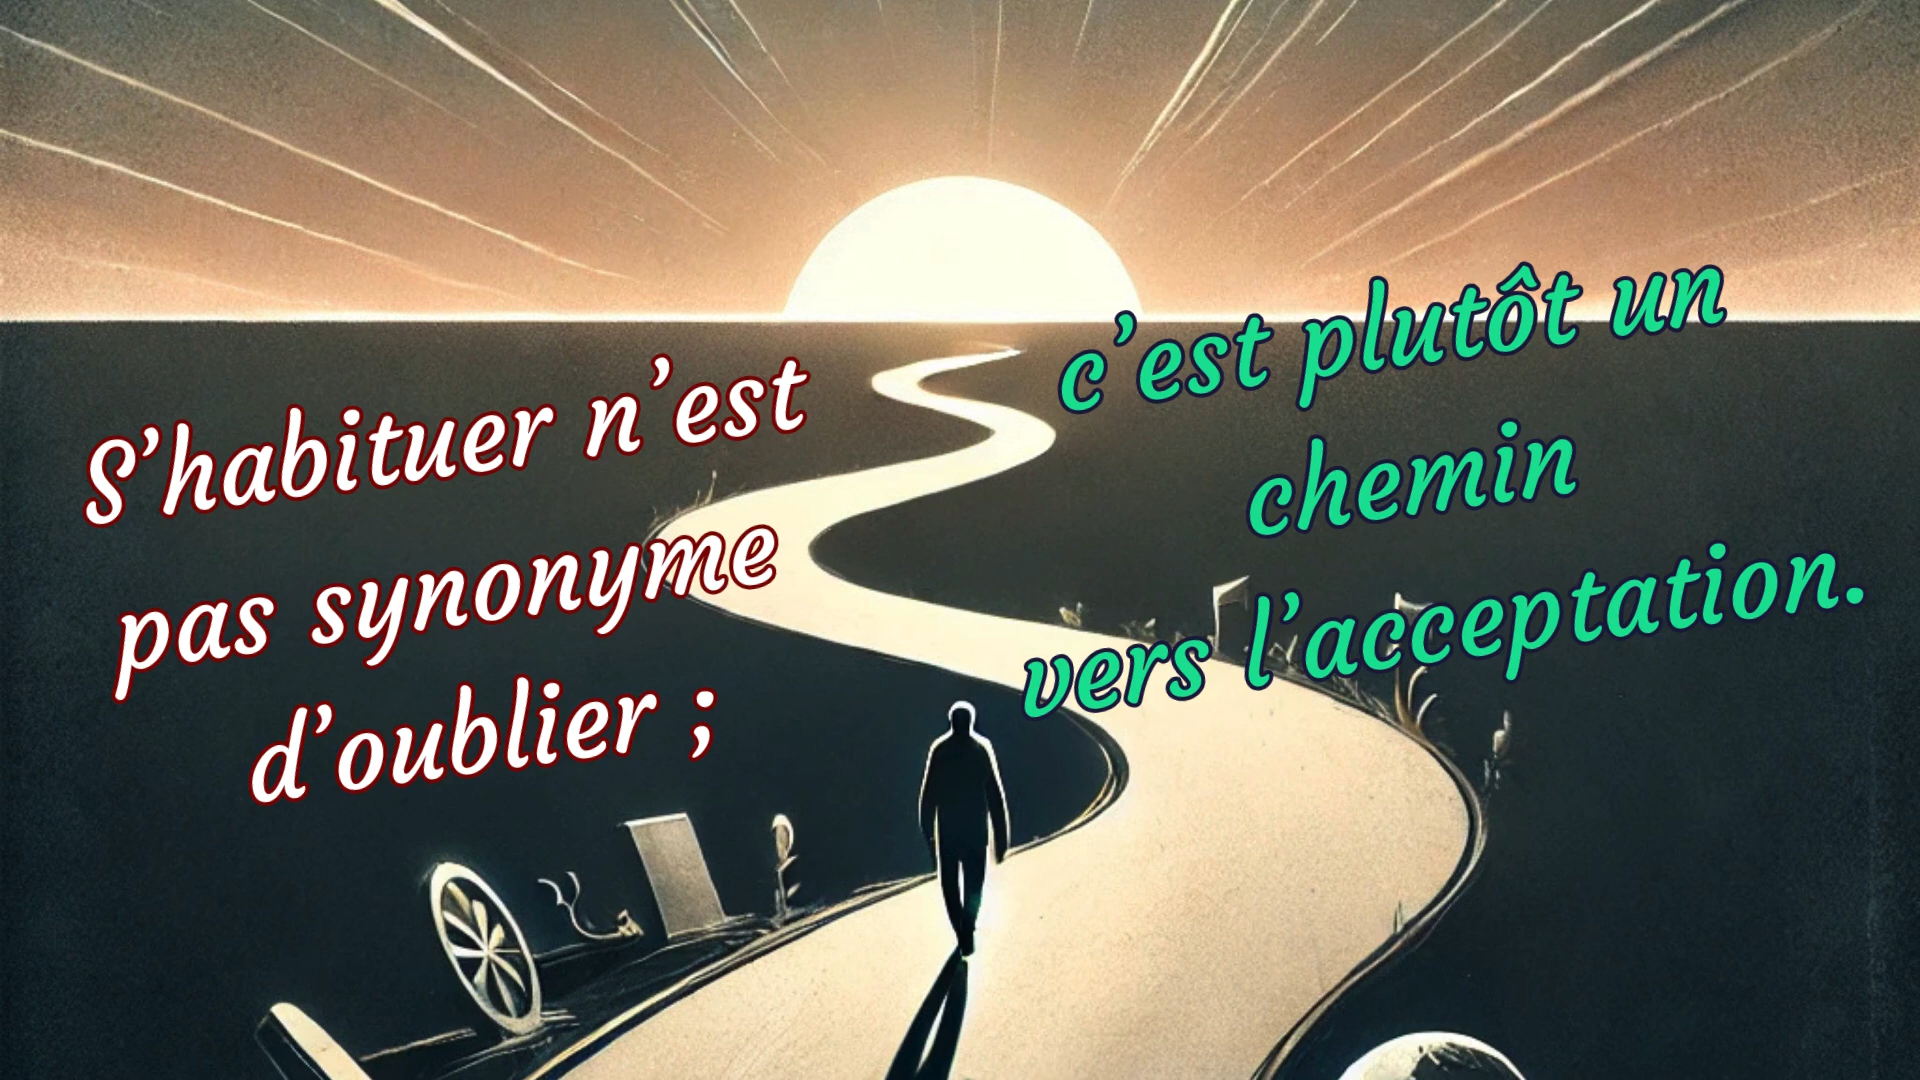 S’habituer n’est
pas synonyme
d’oublier ;
c’est plutôt un
chemin
vers l’acceptation.